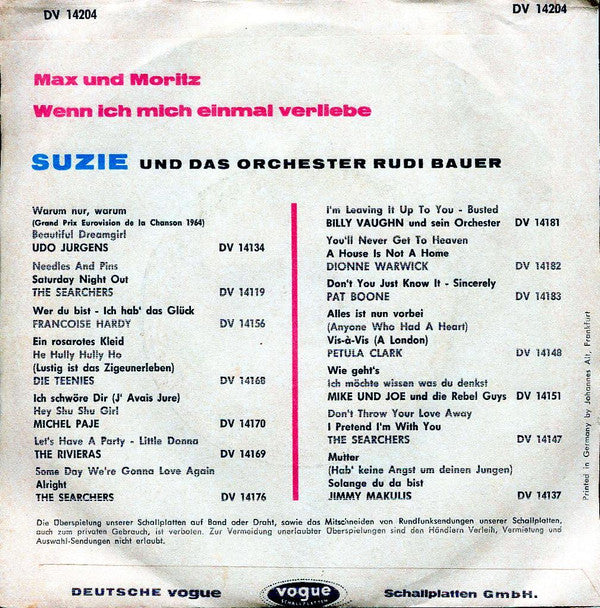 DV 14204
DV 14204
Max und Moritz
Wenn ich mich einmal verliebe
SUZIE UND DAS ORCHESTER RUDI BAUER
Warum nur, warum
(Grand Prix Eurovision de la Chanson 1964)
Beautiful Dreamgirl
UDO JURGENS DV 14134
Needles And Pins
Saturday Night Out
THE SEARCHERS DV 14119
Wer du bist - Ich hab' das Glück
FRANCOISE HARDY DV 14156
Ein rosarotes Kleid
He Hully Hully Ho
(Lustig ist das Zigeunerleben)
DIE TEENIES DV 14168
Ich schwöre Dir (J' Avais Jure)
Hey Shu Shu Girl
MICHEL PAJE DV 14170
Let's Have A Party - Little Donna
THE RIVIERAS DV 14169
Some Day We're Gonna Love Again
Alright
THE SEARCHERS DV 14176
I'm Leaving It Up To You - Busted
BILLY VAUGHN und sein Orchester DV 14181
You'll Never Get To Heaven
A House Is Not A Home
DIONNE WARWICK DV 14182
Don't You Just Know It - Sincerely
PAT BOONE DV 14183
Alles ist nun vorbei
(Anyone Who Had A Heart)
Vis-à-Vis (A London)
PETULA CLARK DV 14148
Wie geht's
Ich möchte wissen was du denkst
MIKE UND JOE und die Rebel Guys DV 14151
Don't Throw Your Love Away
I Pretend I'm With You
THE SEARCHERS DV 14147
Mutter
(Hab' keine Angst um deinen Jungen)
Solange du da bist
JIMMY MAKULIS DV 14137
Printed in Germany by Johannes Alt, Frankfurt
Die Überspielung unserer Schallplatten auf Band oder Draht, sowie das Mitschneiden von Rundfunksendungen unserer Schallplatten,
auch zum privaten Gebrauch, ist verboten. Zur Vermeidung unerlaubter Überspielungen sind den Händlern Verleih, Vermietung und
Auswahl-Sendungen nicht erlaubt.
DEUTSCHE vogue vogue Schallplatten GmbH.
SCHALLPLATTEN